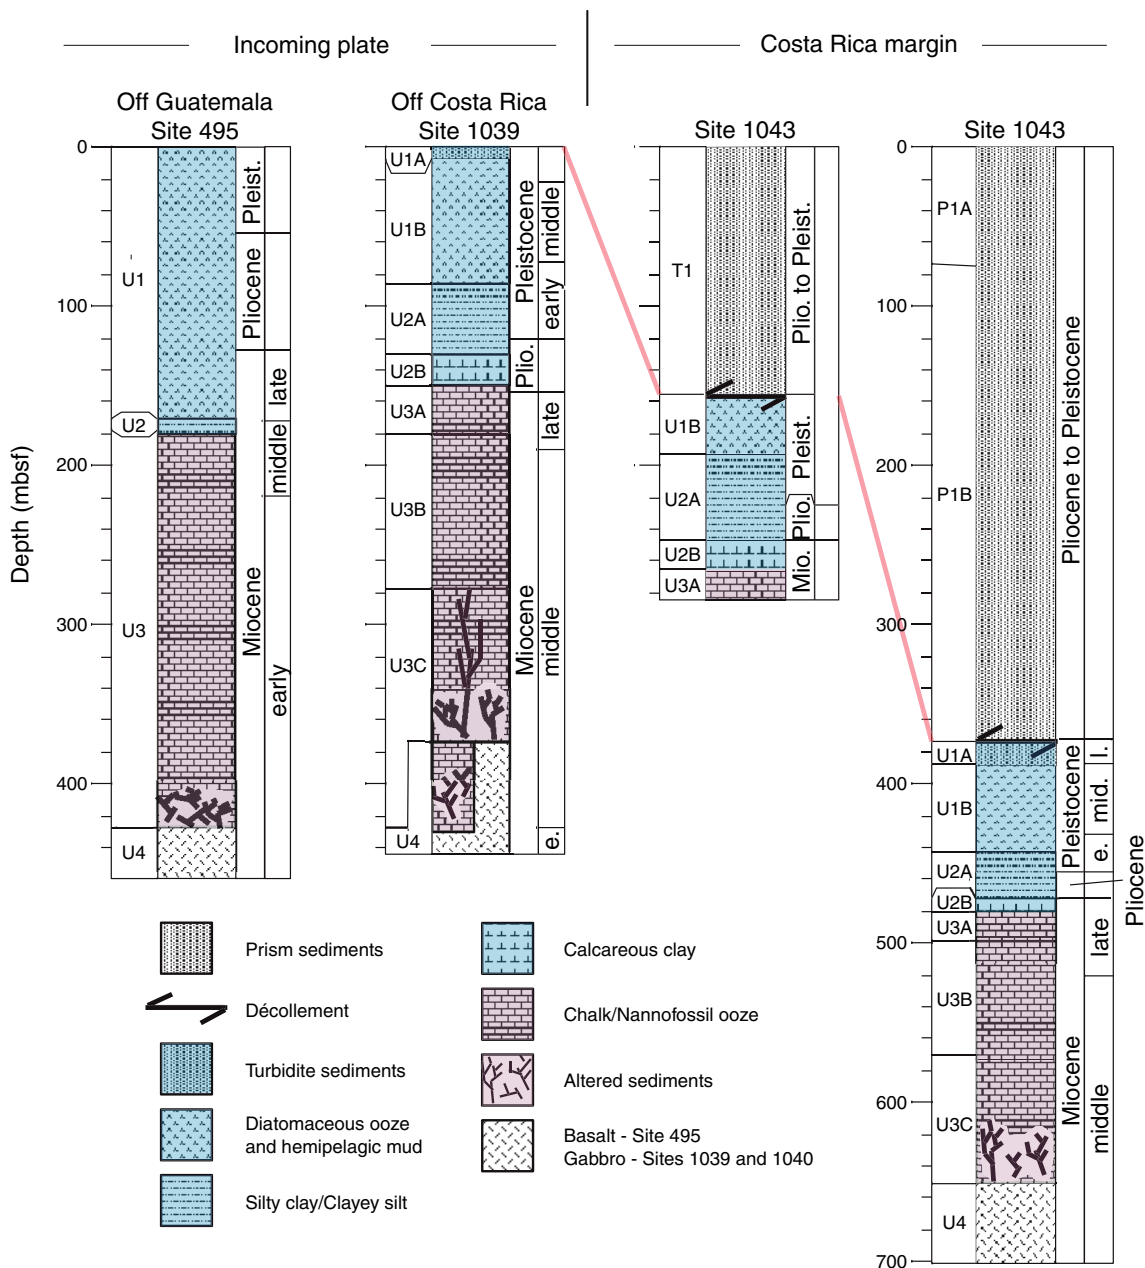 Incoming plate
Costa Rica margin
Off Guatemala
Site 495
Off Costa Rica
Site 1039
Site 1043
Site 1043
Depth (mbsf)
0
100
200
300
400
U1
U2
U3
U4
Pleist.
Pliocene
Miocene
late
middle
early
U1A
U1B
U2A
U2B
U3A
U3B
U3C
U4
Pleistocene
Plio.
Miocene
middle
early
late
middle
e.
0
100
200
300
400
500
600
700
T1
U1B
U2A
U2B
U3A
Plio. to Pleist.
Pleist.
Plio.
Mio.
P1A
P1B
U1A
U1B
U2A
U2B
U3A
U3B
U3C
U4
Pliocene to Pleistocene
Pleistocene
Miocene
l.
mid.
e.
late
middle
Pliocene
Prism sediments
Décollement
Turbidite sediments
Diatomaceous ooze
and hemipelagic mud
Silty clay/Clayey silt
Calcareous clay
Chalk/Nannofossil ooze
Altered sediments
Basalt - Site 495
Gabbro - Sites 1039 and 1040